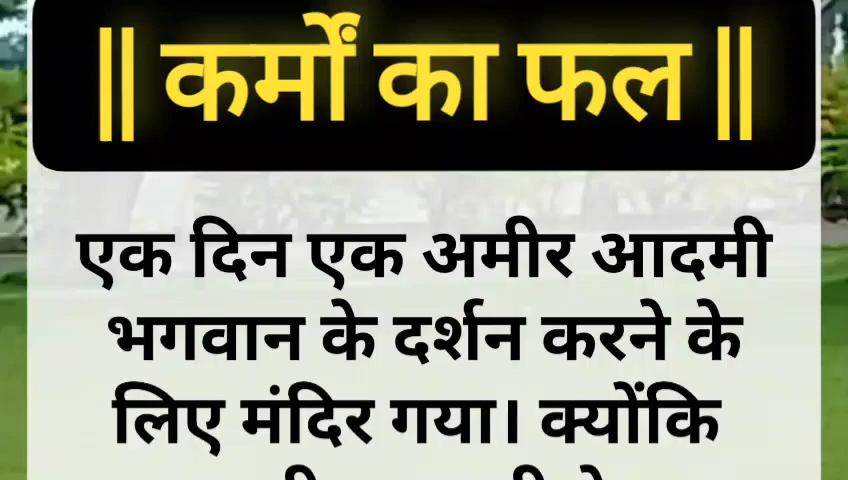 || कर्मों का फल ||
एक दिन एक अमीर आदमी
भगवान के दर्शन करने के
लिए मंदिर गया। क्योंकि